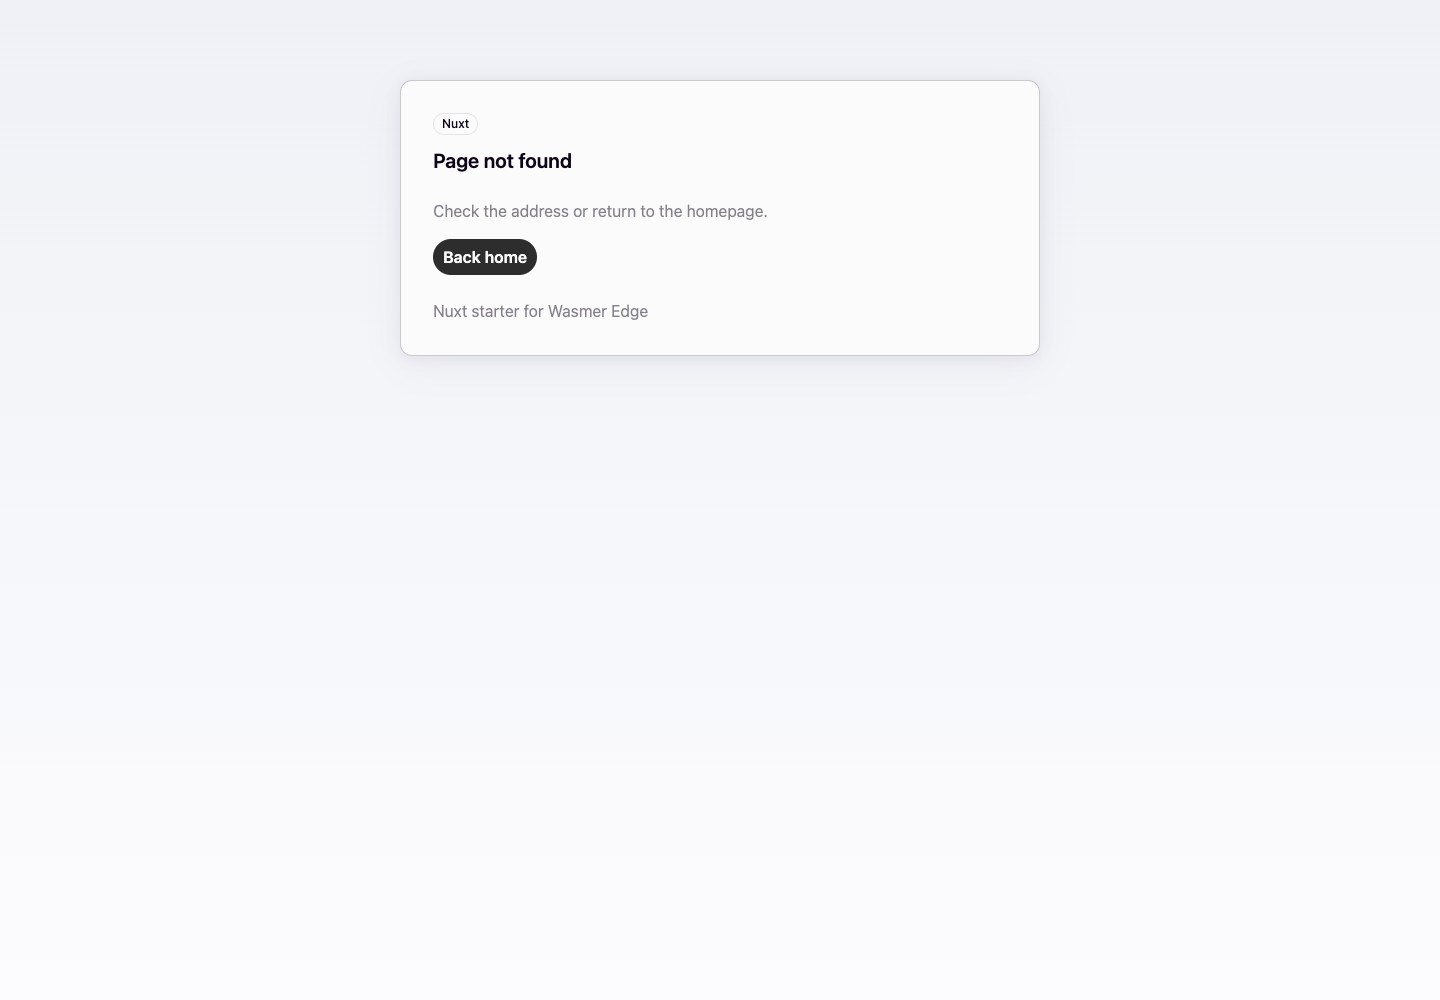 Nuxt
Page not found
Check the address or return to the homepage.
Back home
Nuxt starter for Wasmer Edge